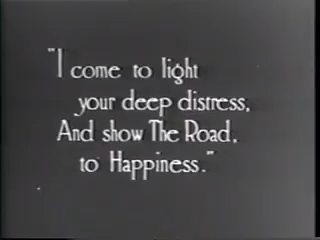 "I come to light
your deep distress,
And show The Road,
to Happiness."